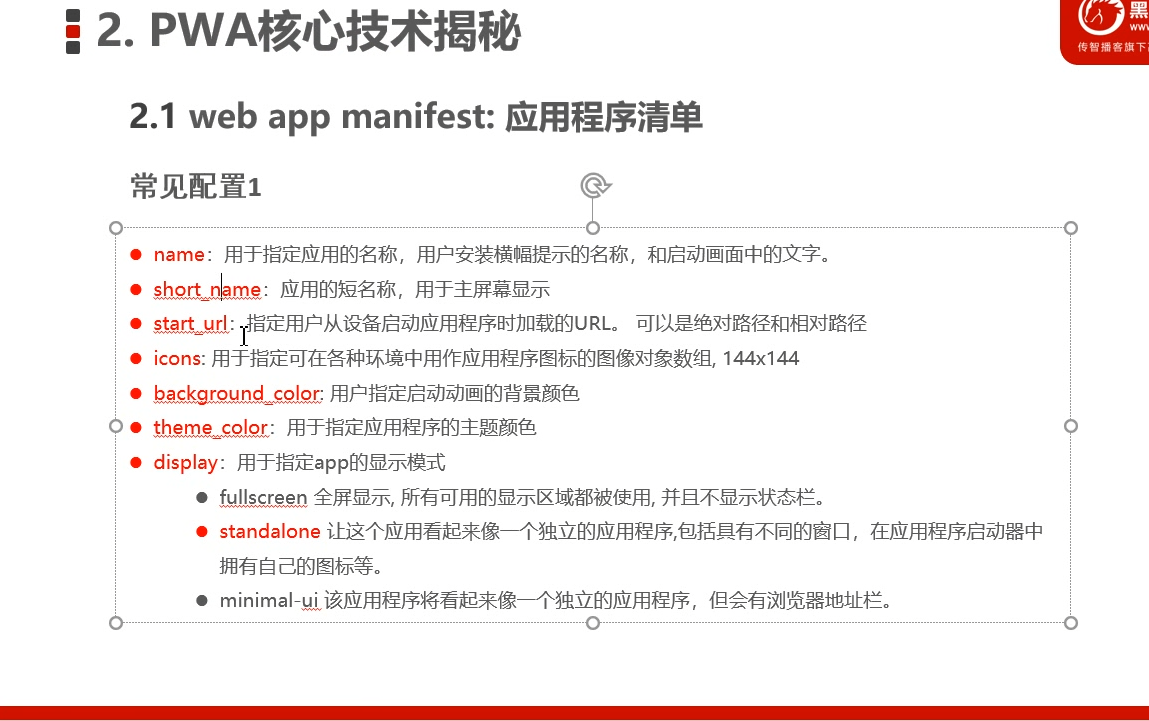 2. PWA核心技术揭秘
黑
www
传智播客旗下
2.1 web app manifest: 应用程序清单
常见配置1
name：用于指定应用的名称，用户安装横幅提示的名称，和启动画面中的文字。
short_name：应用的短名称，用于主屏幕显示
start_url：指定用户从设备启动应用程序时加载的URL。 可以是绝对路径和相对路径
icons: 用于指定可在各种环境中用作应用程序图标的图像对象数组, 144x144
background_color: 用户指定启动动画的背景颜色
theme_color：用于指定应用程序的主题颜色
display：用于指定app的显示模式
fullscreen 全屏显示, 所有可用的显示区域都被使用, 并且不显示状态栏。
standalone 让这个应用看起来像一个独立的应用程序,包括具有不同的窗口，在应用程序启动器中
拥有自己的图标等。
minimal-ui 该应用程序将看起来像一个独立的应用程序，但会有浏览器地址栏。